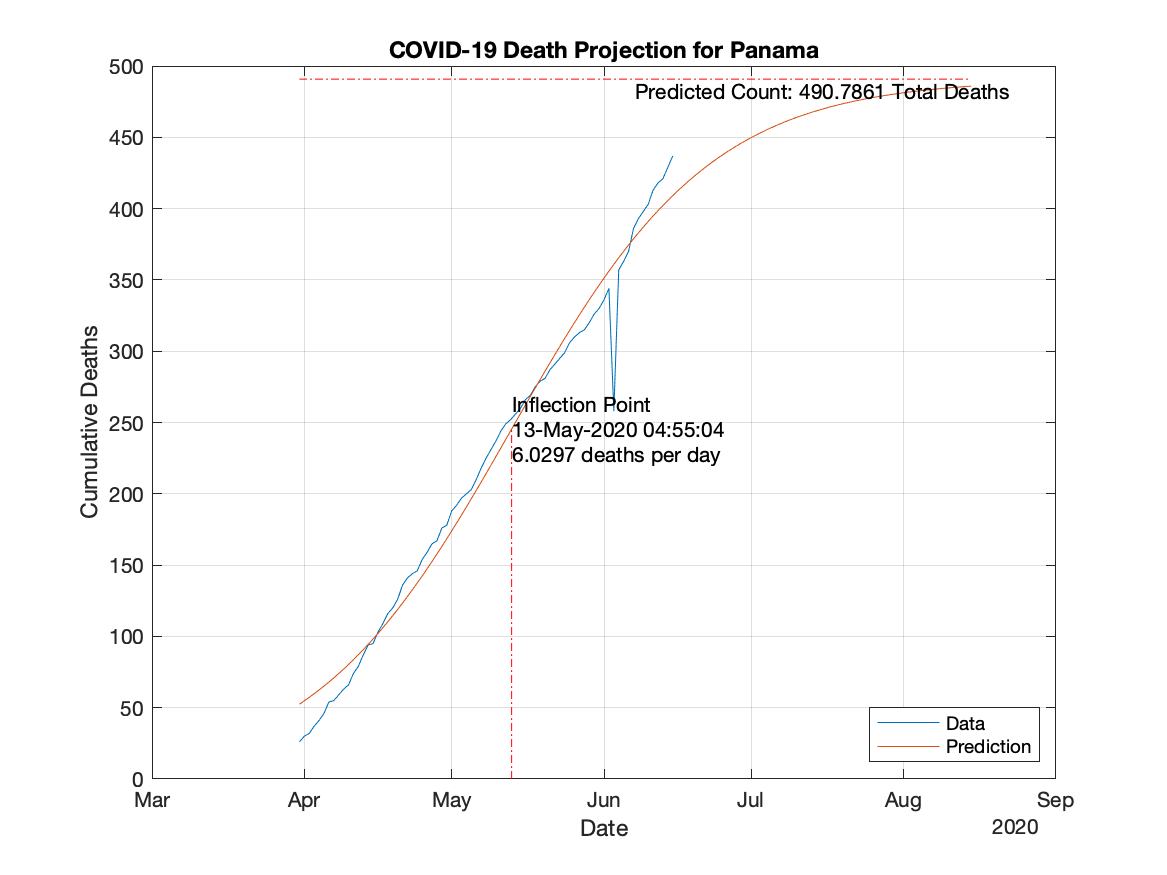 COVID-19 Death Projection for Panama
500
Predicted Count: 490.7861 Total Deaths
450
400
350
300
Inflection Point
250
13-May-2020 04:55:04
6.0297 deaths per day
200
150
100
50
0
Cumulative Deaths
Data
Prediction
Mar Apr May Jun Jul Aug Sep
Date
2020